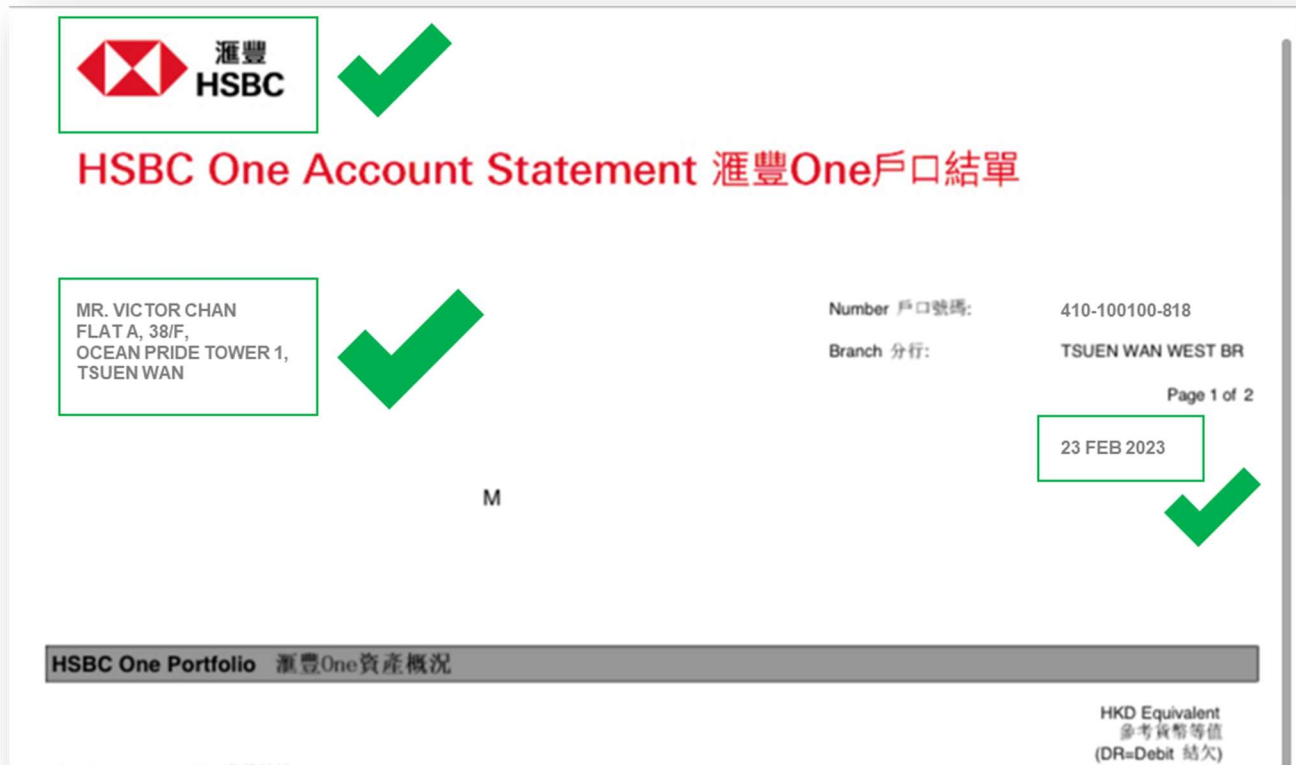 滙豐
HSBC
HSBC One Account Statement 滙豐One戶口結單
MR. VICTOR CHAN
FLAT A, 38/F,
OCEAN PRIDE TOWER 1,
TSUEN WAN
Number 戶口號碼: 410-100100-818
Branch 分行: TSUEN WAN WEST BR
Page 1 of 2
23 FEB 2023
M
HSBC One Portfolio 滙豐One資產概況
HKD Equivalent
參考貨幣等值
(DR=Debit 結欠)